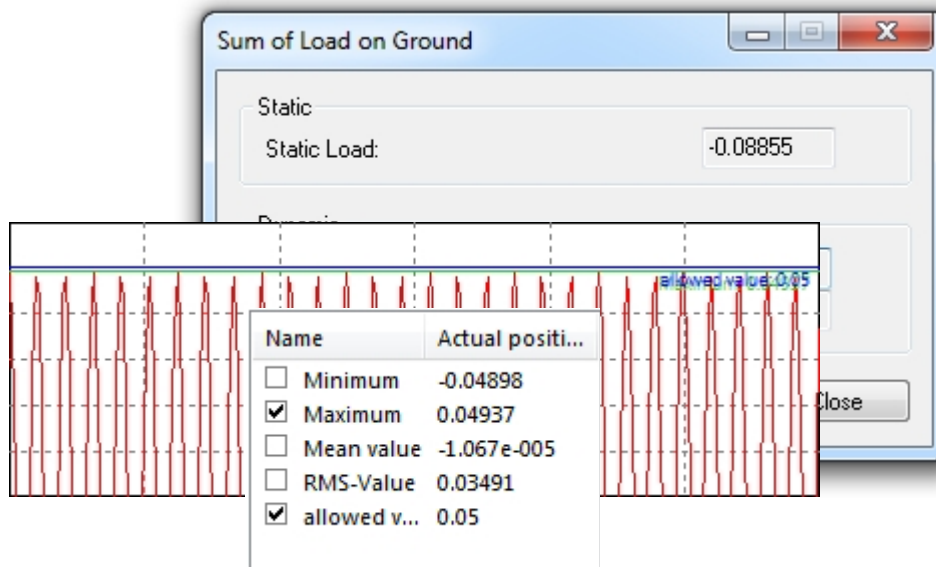 Sum of Load on Ground
Static
Static Load: -0.08855
Dynamic
allowed value: 0.05
Name Actual positi...
Minimum -0.04898
Maximum 0.04937
Mean value -1.067e-005
RMS-Value 0.03491
allowed v... 0.05
Close